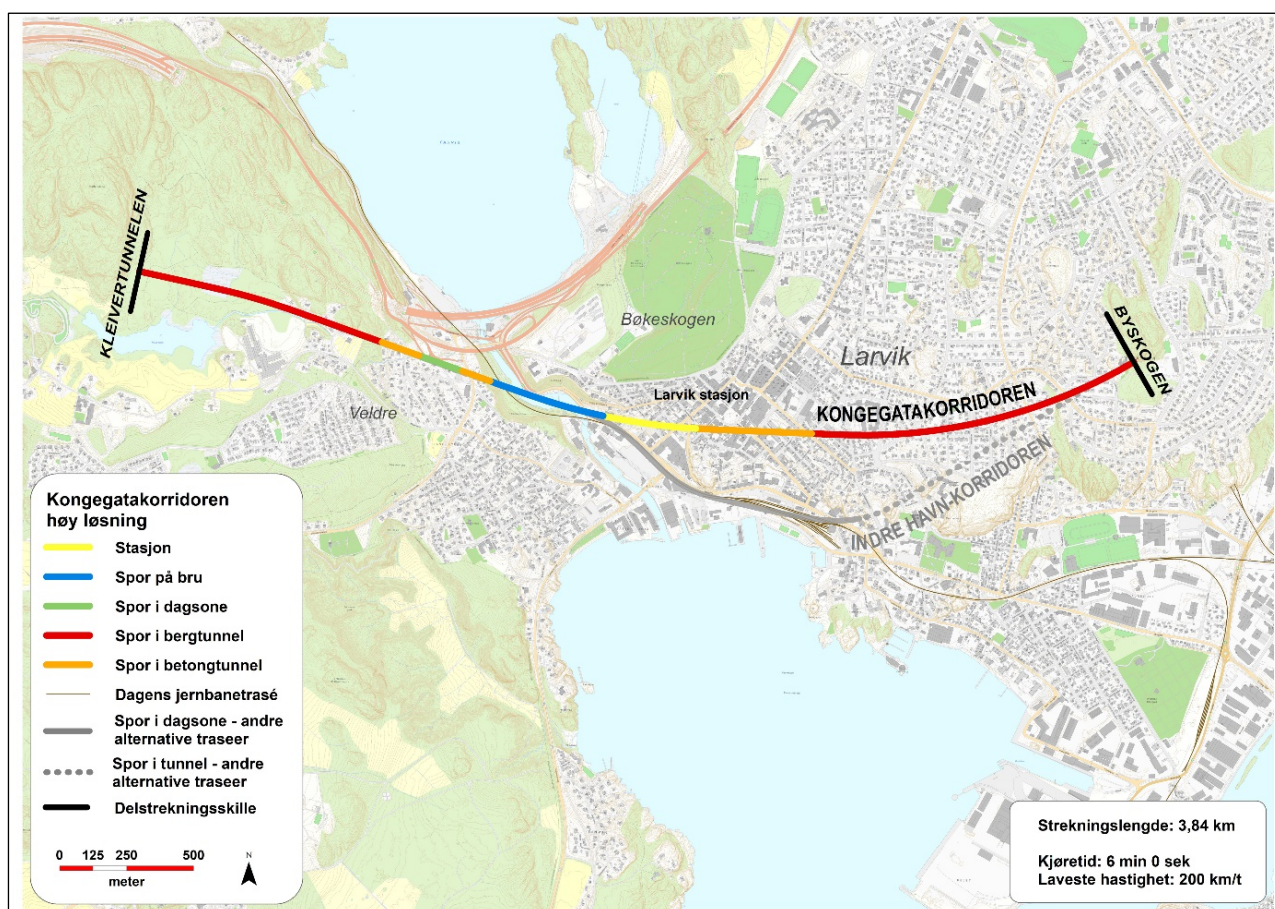 KLEIVERTUNNELEN
Bøkeskogen
BYSKOGEN
Larvik
Larvik stasjon
KONGEGATAKORRIDOREN
Veldre
INDRE HAVN-KORRIDOREN
Kongegatakorridoren
høy løsning
Stasjon
Spor på bru
Spor i dagsone
Spor i bergtunnel
Spor i betongtunnel
Dagens jernbanetrasé
Spor i dagsone - andre
alternative traseer
Spor i tunnel - andre
alternative traseer
Delstrekningsskille
0 125 250 500
meter
N
Strekningslengde: 3,84 km
Kjøretid: 6 min 0 sek
Laveste hastighet: 200 km/t